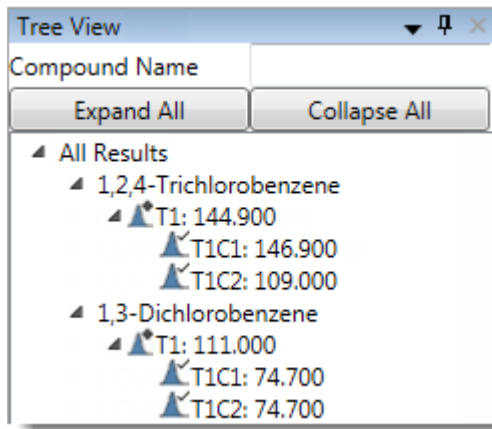 Tree View
Compound Name
Expand All Collapse All
All Results
1,2,4-Trichlorobenzene
T1: 144.900
T1C1: 146.900
T1C2: 109.000
1,3-Dichlorobenzene
T1: 111.000
T1C1: 74.700
T1C2: 74.700